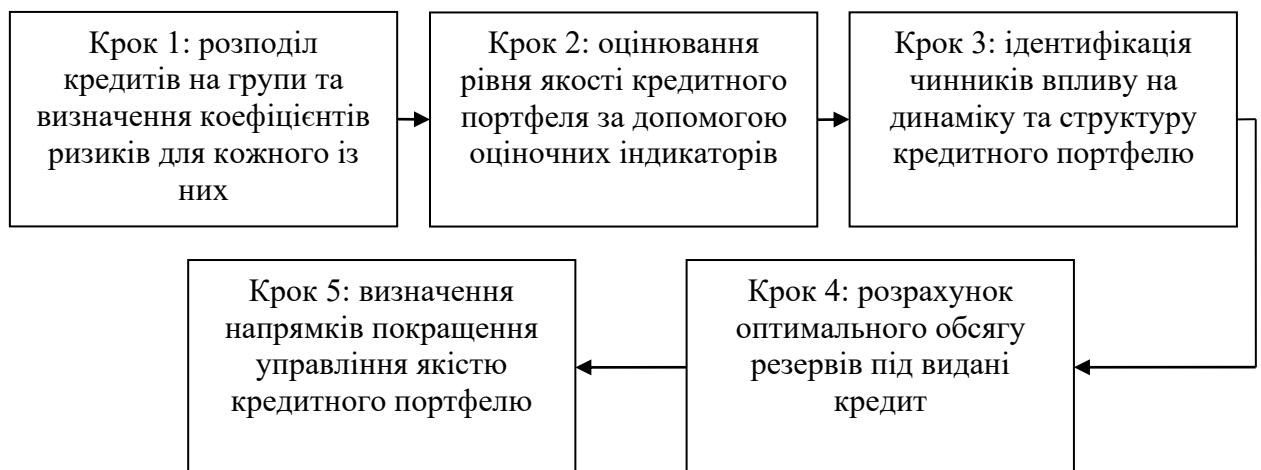 Крок 1: розподіл
кредитів на групи та
визначення коефіцієнтів
ризиків для кожного із
них
Крок 2: оцінювання
рівня якості кредитного
портфеля за допомогою
оціночних індикаторів
Крок 3: ідентифікація
чинників впливу на
динаміку та структуру
кредитного портфелю
Крок 4: розрахунок
оптимального обсягу
резервів під видані
кредит
Крок 5: визначення
напрямків покращення
управління якістю
кредитного портфелю